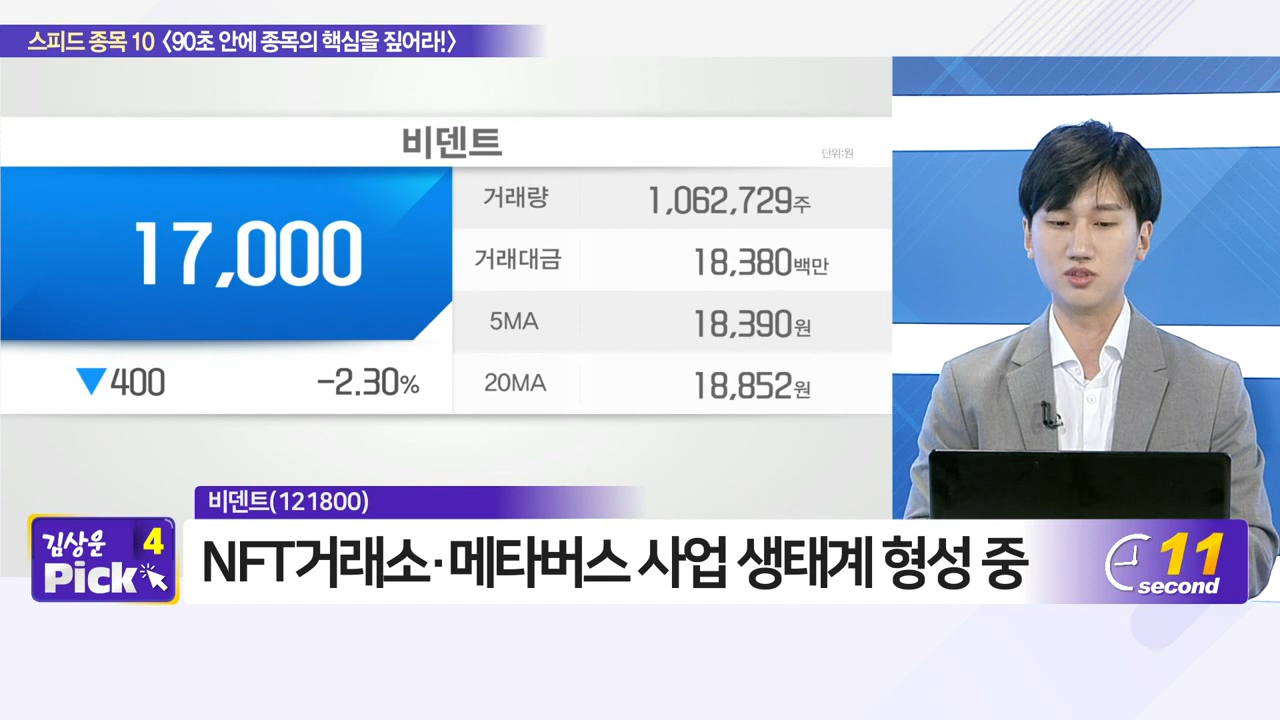 스피드 종목 10 〈90초 안에 종목의 핵심을 짚어라!〉
비덴트
단위:원
17,000
▼400 -2.30%
거래량 1,062,729주
거래대금 18,380백만
5MA 18,390원
20MA 18,852원
비덴트(121800)
김상운 4
Pick
NFT거래소·메타버스 사업 생태계 형성 중
11
second